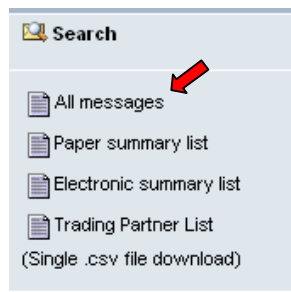 Search
All messages
Paper summary list
Electronic summary list
Trading Partner List
(Single .csv file download)